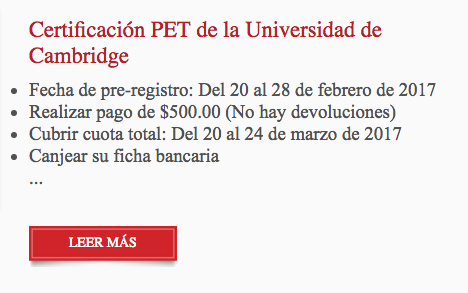 Certificación PET de la Universidad de
Cambridge
• Fecha de pre-registro: Del 20 al 28 de febrero de 2017
• Realizar pago de $500.00 (No hay devoluciones)
• Cubrir cuota total: Del 20 al 24 de marzo de 2017
• Canjear su ficha bancaria
...
LEER MÁS